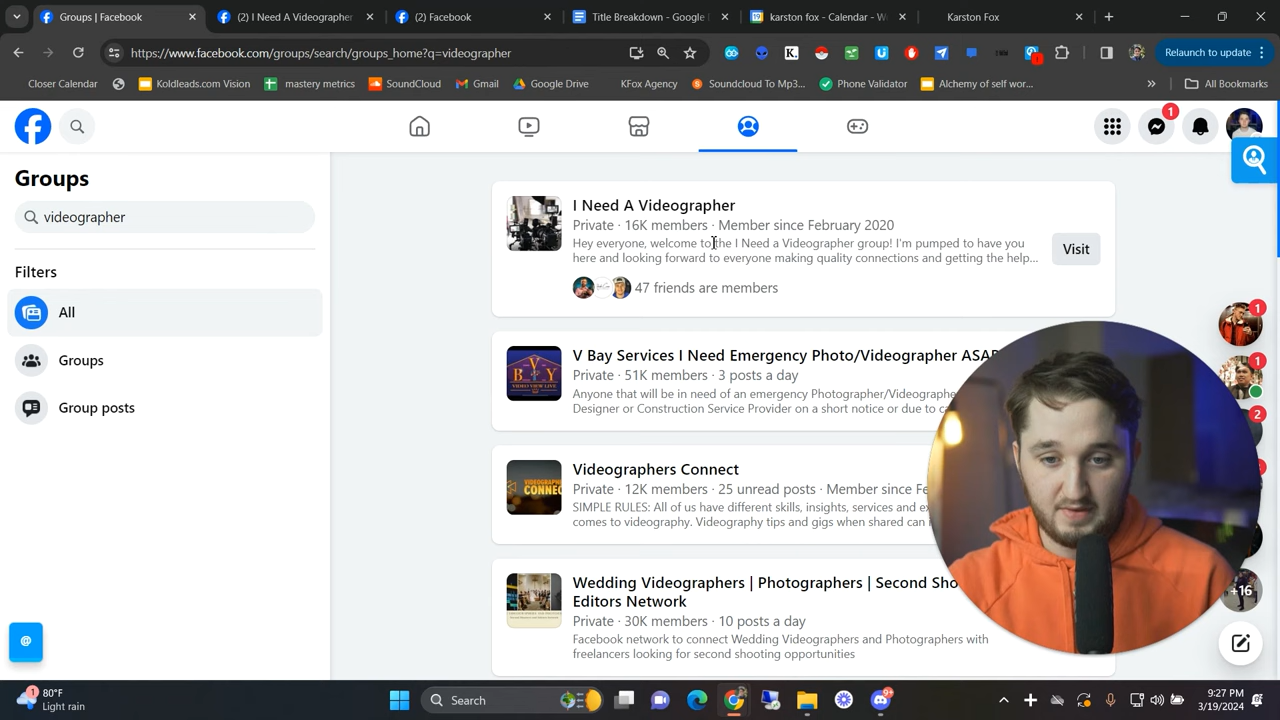 Groups | Facebook
(2) I Need A Videographer
(2) Facebook
Title Breakdown - Google
karston fox - Calendar - W
Karston Fox
https://www.facebook.com/groups/search/groups_home?q=videographer
Relaunch to update
Closer Calendar
Koldleads.com Vision
mastery metrics
SoundCloud
Gmail
Google Drive
KFox Agency
Soundcloud To Mp3...
Phone Validator
Alchemy of self wor...
»
All Bookmarks
1
Groups
videographer
Filters
All
Groups
Group posts
I Need A Videographer
Private · 16K members · Member since February 2020
Hey everyone, welcome to the I Need a Videographer group! I'm pumped to have you
here and looking forward to everyone making quality connections and getting the help...
Visit
47 friends are members
V Bay Services I Need Emergency Photo/Videographer ASAP
Private · 51K members · 3 posts a day
Anyone that will be in need of an emergency Photographer/Videographe
Designer or Construction Service Provider on a short notice or due to c
Videographers Connect
Private · 12K members · 25 unread posts · Member since Fe
SIMPLE RULES: All of us have different skills, insights, services and ex
comes to videography. Videography tips and gigs when shared can
Wedding Videographers | Photographers | Second Sho
Editors Network
Private · 30K members · 10 posts a day
Facebook network to connect Wedding Videographers and Photographers with
freelancers looking for second shooting opportunities
1
1
2
+16
@
1
80°F
Light rain
Search
9+
9:27 PM
3/19/2024